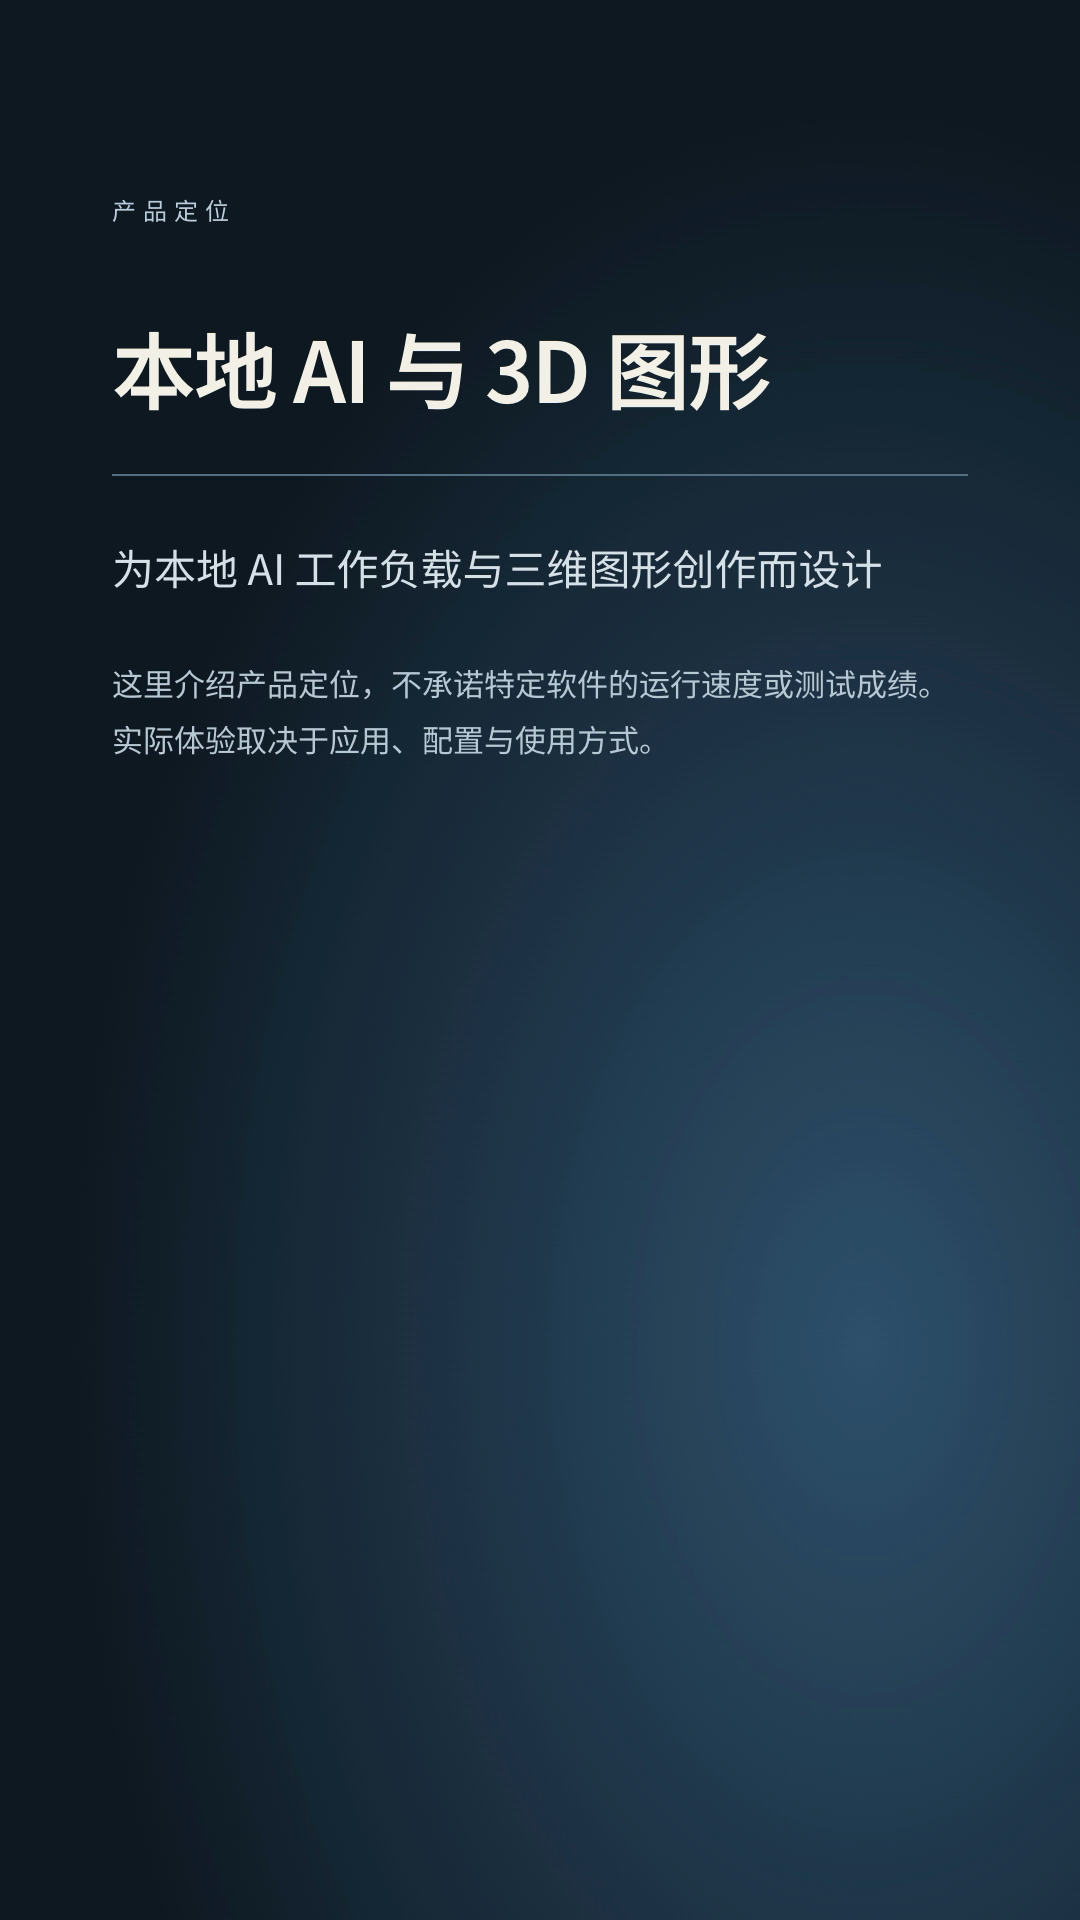 产品定位
本地 AI 与 3D 图形
为本地 AI 工作负载与三维图形创作而设计
这里介绍产品定位，不承诺特定软件的运行速度或测试成绩。
实际体验取决于应用、配置与使用方式。